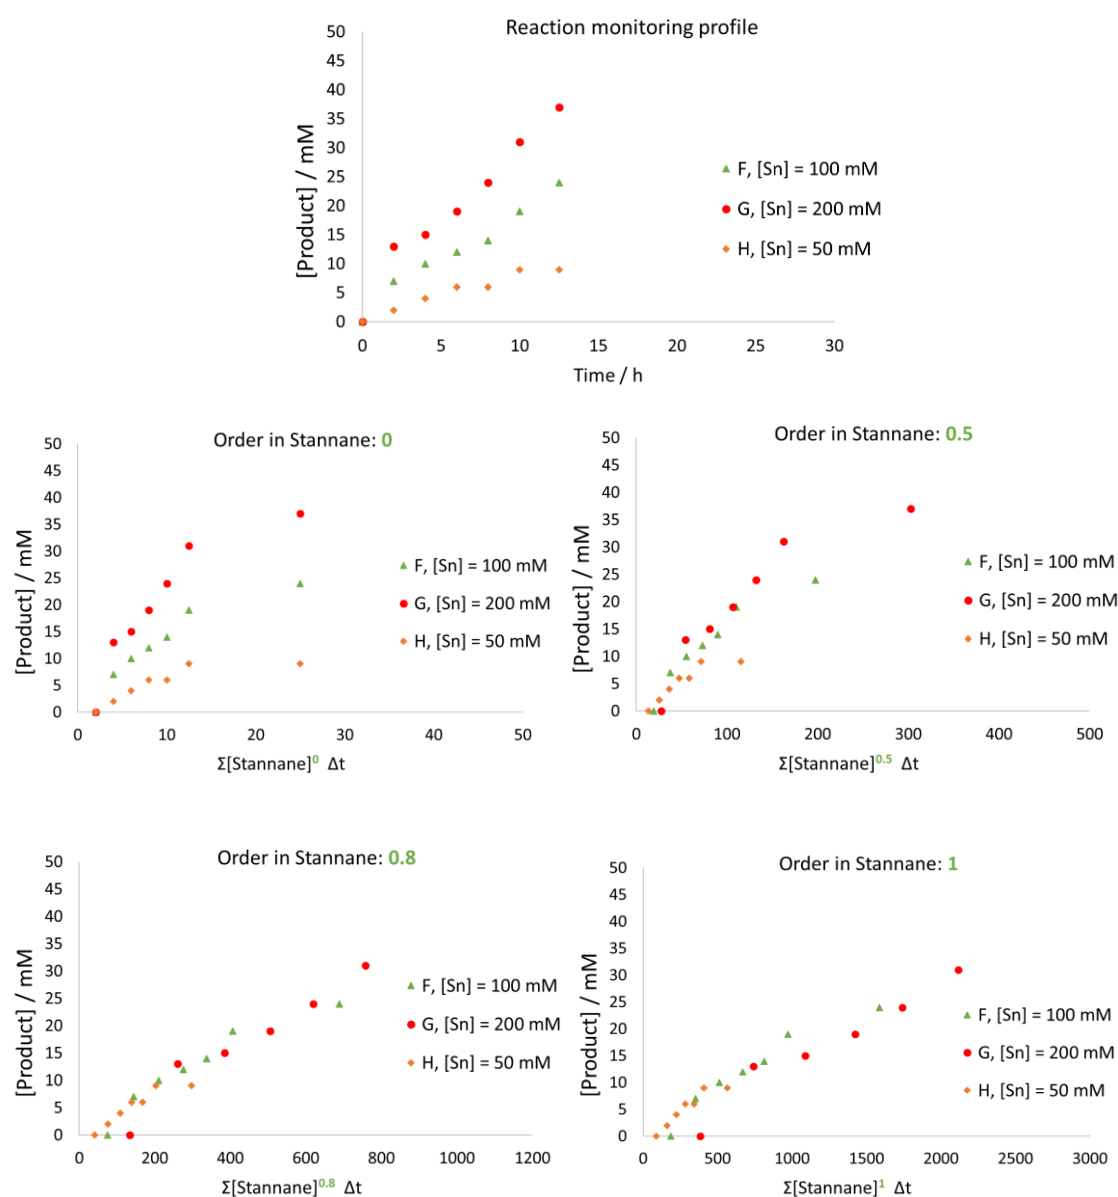 Reaction monitoring profile
[Product] / mM
50
45
40
35
30
25
20
15
10
5
0
0 5 10 15 20 25 30
Time / h
F, [Sn] = 100 mM
G, [Sn] = 200 mM
H, [Sn] = 50 mM
Order in Stannane: 0
[Product] / mM
50
45
40
35
30
25
20
15
10
5
0
0 10 20 30 40 50
Σ[Stannane]⁰ Δt
F, [Sn] = 100 mM
G, [Sn] = 200 mM
H, [Sn] = 50 mM
Order in Stannane: 0.5
[Product] / mM
50
45
40
35
30
25
20
15
10
5
0
0 100 200 300 400 500
Σ[Stannane]^0.5 Δt
F, [Sn] = 100 mM
G, [Sn] = 200 mM
H, [Sn] = 50 mM
Order in Stannane: 0.8
[Product] / mM
50
45
40
35
30
25
20
15
10
5
0
0 200 400 600 800 1000 1200
Σ[Stannane]^0.8 Δt
F, [Sn] = 100 mM
G, [Sn] = 200 mM
H, [Sn] = 50 mM
Order in Stannane: 1
[Product] / mM
50
45
40
35
30
25
20
15
10
5
0
0 500 1000 1500 2000 2500 3000
Σ[Stannane]¹ Δt
F, [Sn] = 100 mM
G, [Sn] = 200 mM
H, [Sn] = 50 mM